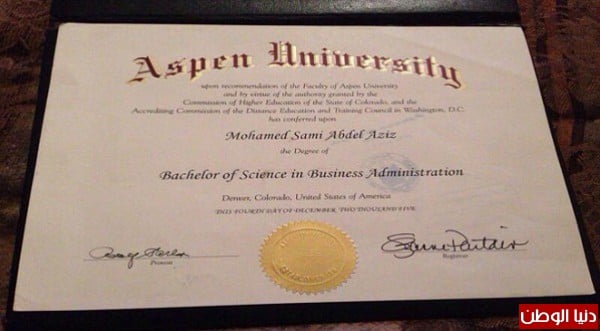 Aspen University
upon recommendation of the Faculty of Aspen University
and by virtue of the authority granted by the
Commission of Higher Education of the State of Colorado, and the
Accrediting Commission of the Distance Education and Training Council in Washington, D.C.
has conferred upon
Mohamed Sami Abdel Aziz
the Degree of
Bachelor of Science in Business Administration
Denver, Colorado, United States of America
THIS FOURTH DAY OF DECEMBER TWO THOUSAND FIVE
Provost
Registrar
دنيا الوطن